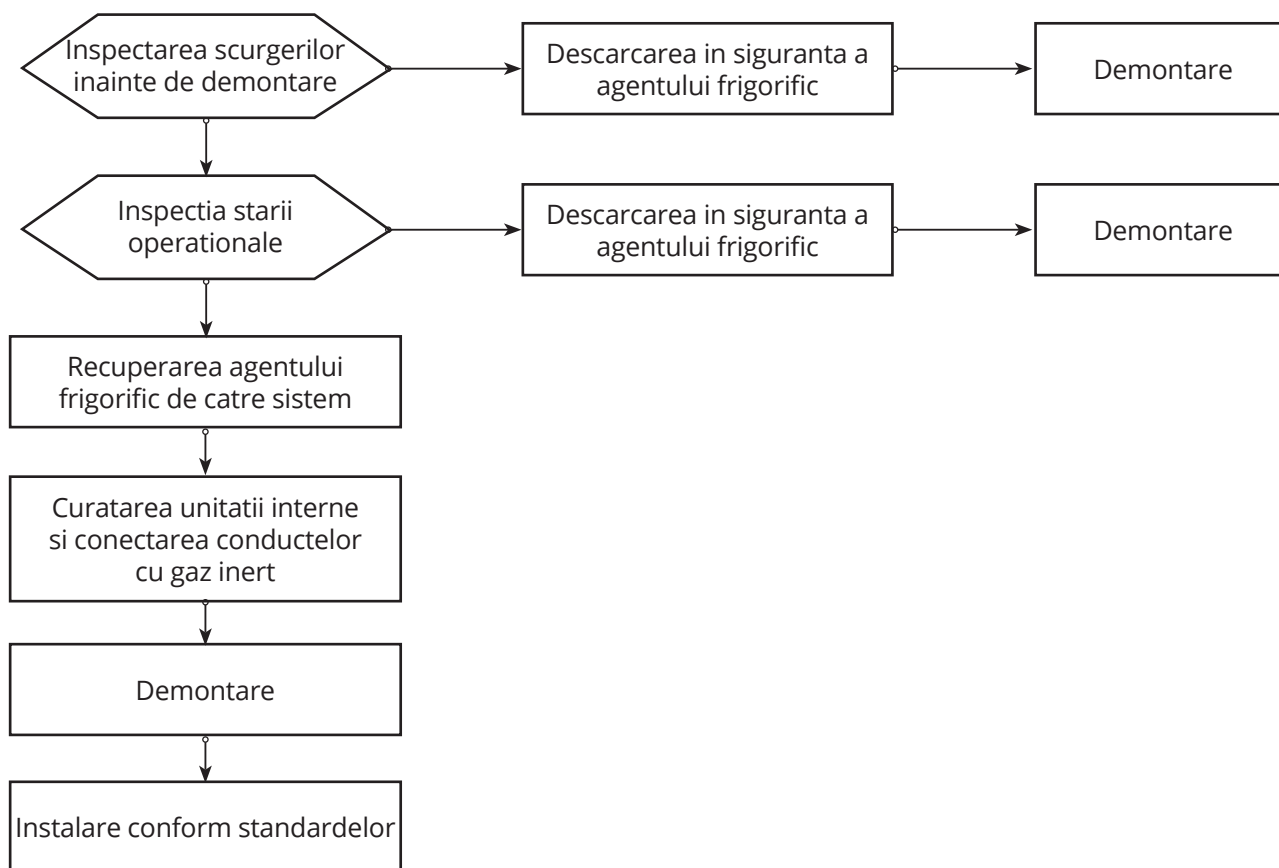 Inspectarea scurgerilor
inainte de demontare
Descarcarea in siguranta a
agentului frigorific
Demontare
Inspectia starii
operationale
Descarcarea in siguranta a
agentului frigorific
Demontare
Recuperarea agentului
frigorific de catre sistem
Curatarea unitatii interne
si conectarea conductelor
cu gaz inert
Demontare
Instalare conform standardelor